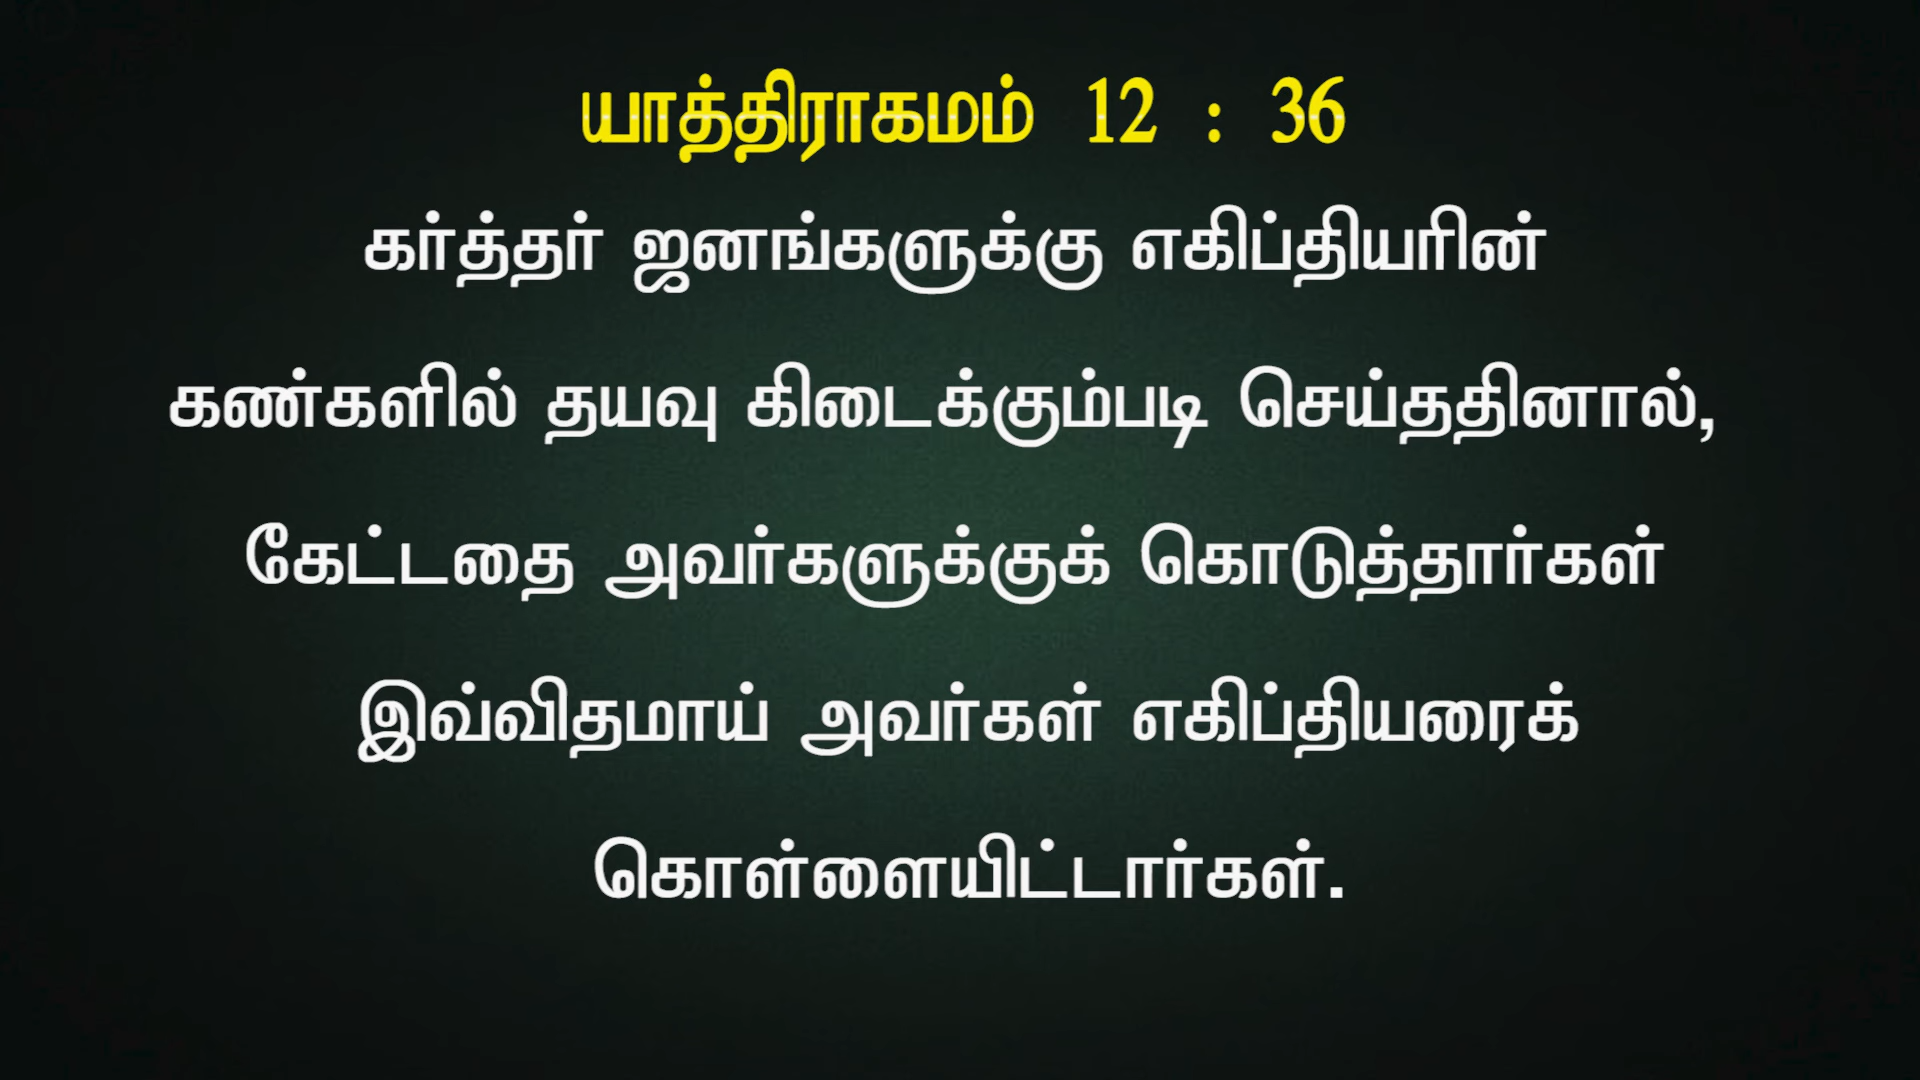 யாத்திராகமம் 12 : 36
கர்த்தர் ஜனங்களுக்கு எகிப்தியரின்
கண்களில் தயவு கிடைக்கும்படி செய்ததினால்,
கேட்டதை அவர்களுக்குக் கொடுத்தார்கள்
இவ்விதமாய் அவர்கள் எகிப்தியரைக்
கொள்ளையிட்டார்கள்.